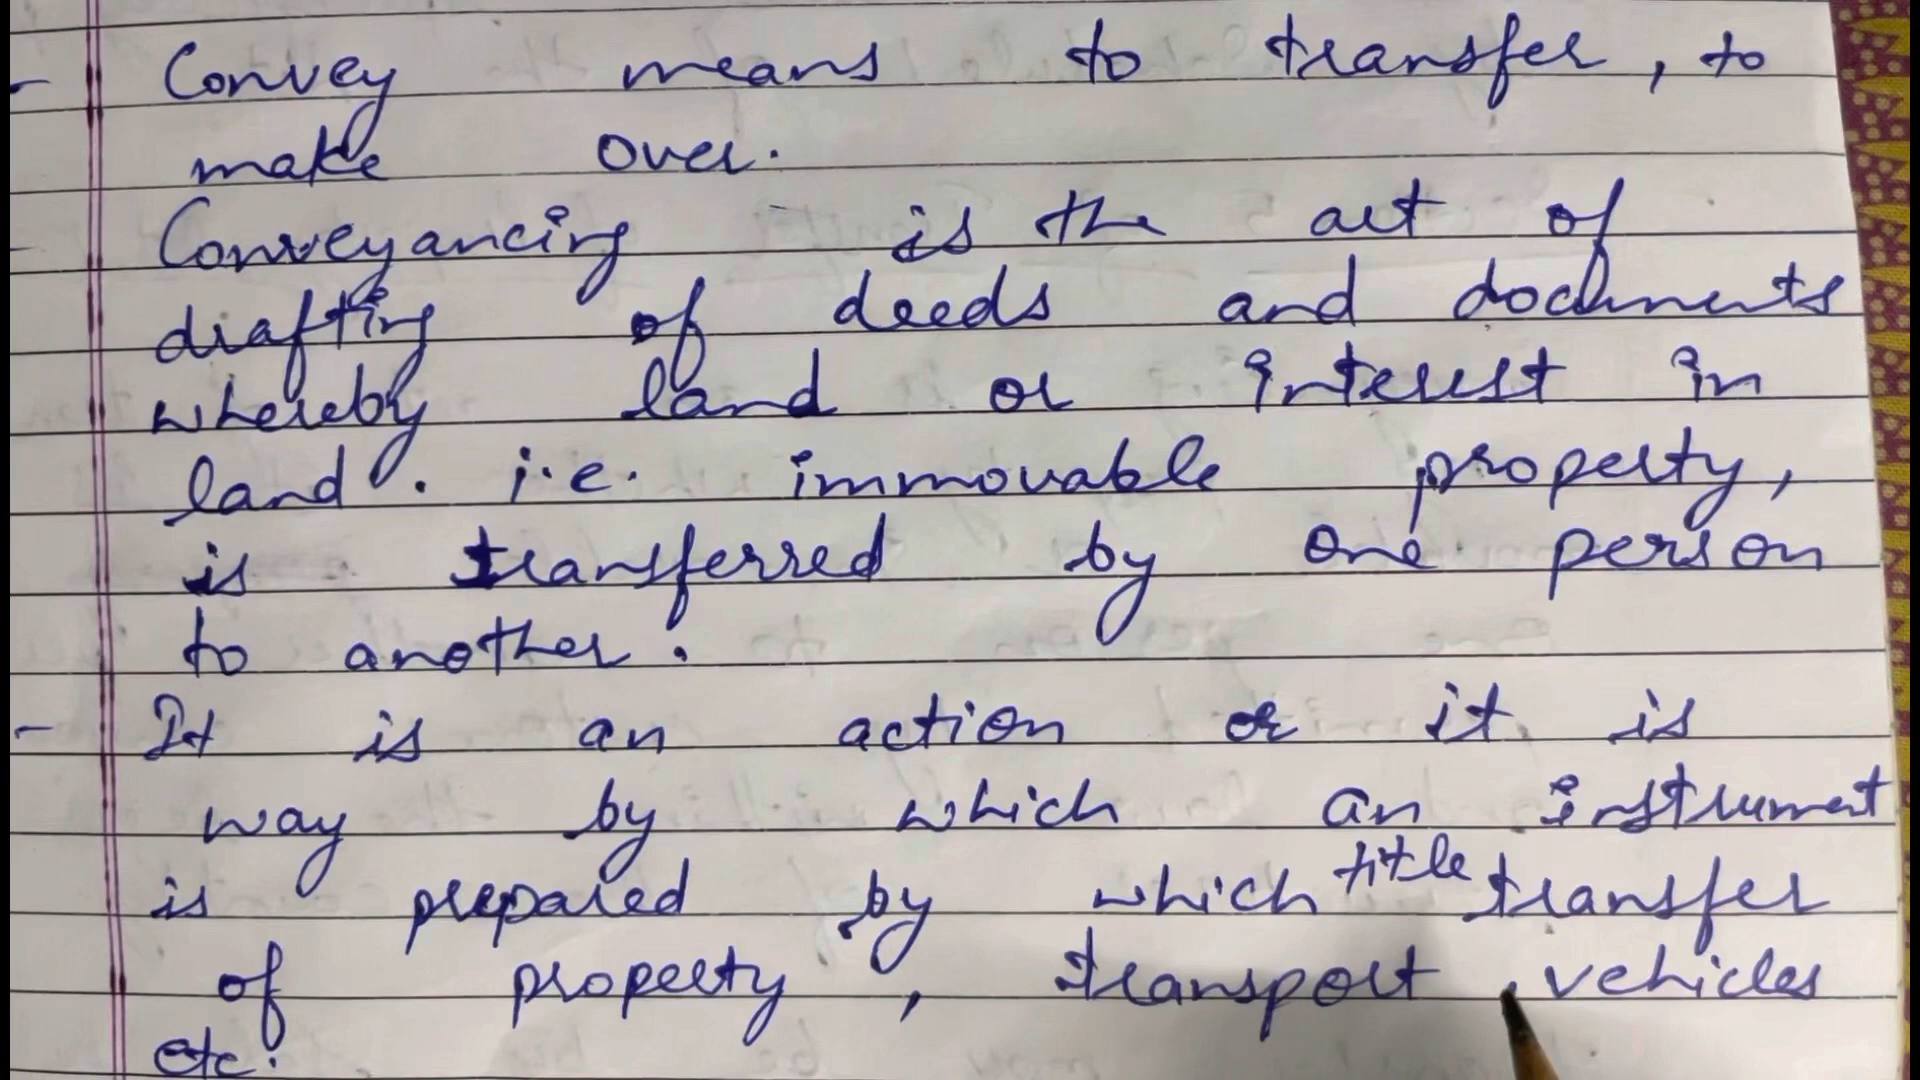 - Convey means to transfer, to
make over.
- Conveyancing is the art of
drafting of deeds and documents
whereby land or interest in
land. i.e. immovable property,
is transferred by one person
to another.
- It is an action or it is
way by which an instrument
is prepared by which title transfer
of property, transport, vehicles
etc.